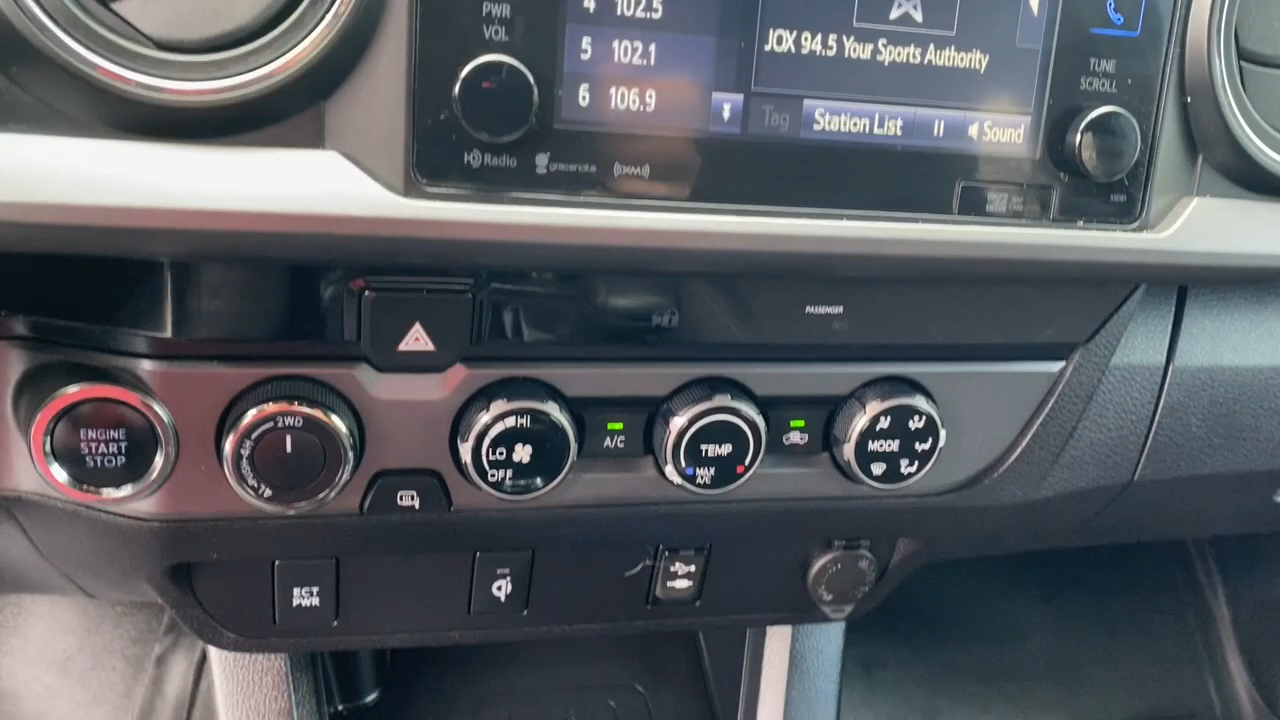 PWR
VOL
4 102.5
5 102.1
6 106.9
JOX 94.5 Your Sports Authority
Tag
Station List
Sound
TUNE
SCROLL
HD Radio
gracenote
((XM))
PASSENGER
ENGINE
START
STOP
2WD
4L
HI
LO
OFF
A/C
TEMP
MAX
A/C
MODE
ECT
PWR